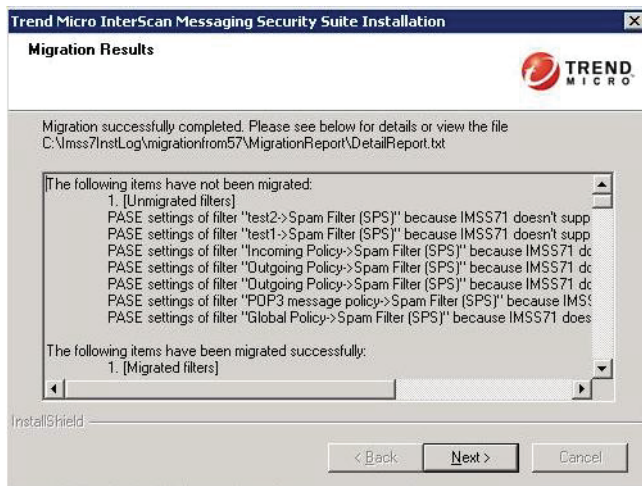 Trend Micro InterScan Messaging Security Suite Installation
Migration Results
TREND
MICRO
Migration successfully completed. Please see below for details or view the file
C:\Imss7InstLog\migrationfrom57\MigrationReport\DetailReport.txt
The following items have not been migrated:
1. [Unmigrated filters]
PASE settings of filter "test2->Spam Filter (SPS)" because IMSS71 doesn't supp
PASE settings of filter "test1->Spam Filter (SPS)" because IMSS71 doesn't supp
PASE settings of filter "Incoming Policy->Spam Filter (SPS)" because IMSS71 do
PASE settings of filter "Outgoing Policy->Spam Filter (SPS)" because IMSS71 dc
PASE settings of filter "Outgoing Policy->Spam Filter (SPS)" because IMSS71 dc
PASE settings of filter "POP3 message policy->Spam Filter (SPS)" because IMSS
PASE settings of filter "Global Policy->Spam Filter (SPS)" because IMSS71 does
The following items have been migrated successfully:
1. [Migrated filters]
InstallShield
< Back
Next >
Cancel